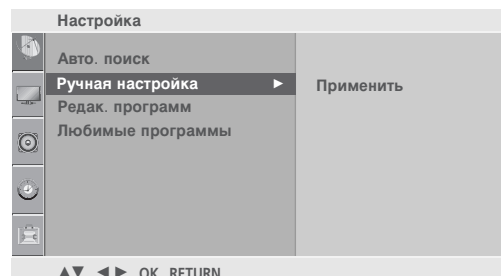 Настройка
Авто. поиск
Ручная настройка ► Применить
Редак. программ
Любимые программы
▲▼ ◄► OK RETURN